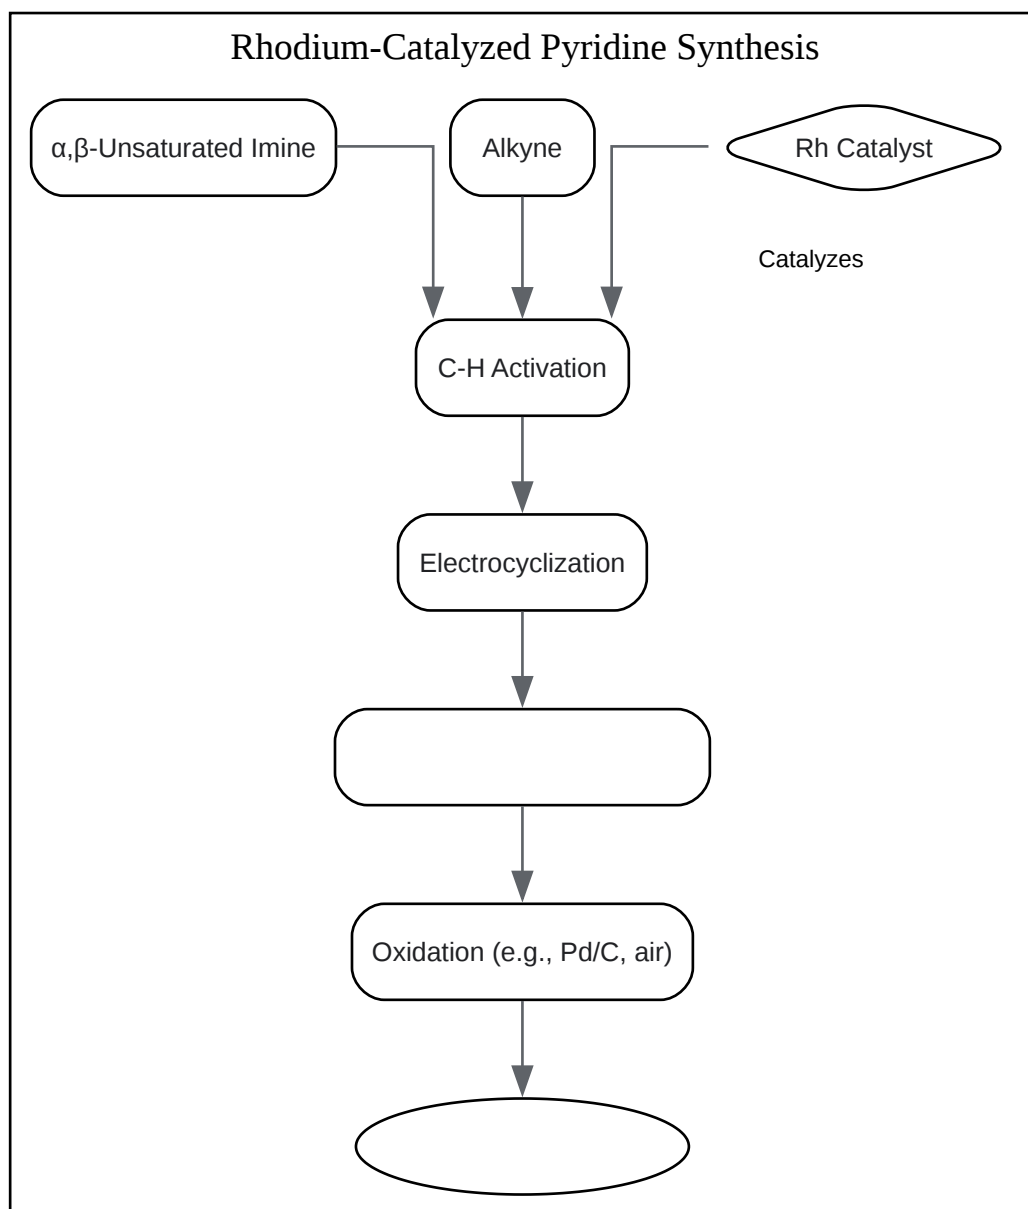 Rhodium-Catalyzed Pyridine Synthesis
α,β-Unsaturated Imine
Alkyne
Rh Catalyst
Catalyzes
C-H Activation
Electrocyclization
Oxidation (e.g., Pd/C, air)